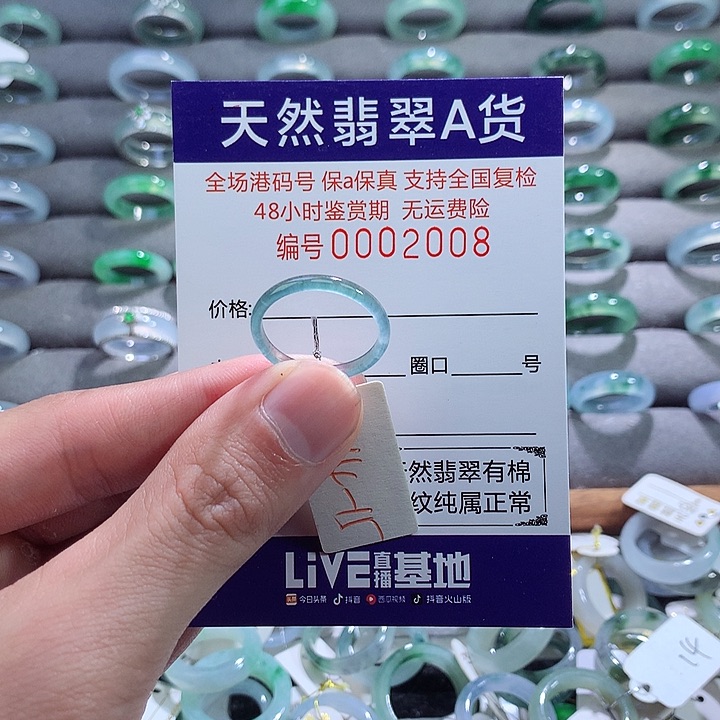 天然翡翠A货
全场港码号 保a保真 支持全国复检
48小时鉴赏期 无运费险
编号0002008
价格:
圈口 号
然翡翠有棉
纹纯属正常
LiVE直播基地
今日头条 抖音 西瓜视频 抖音火山版
14